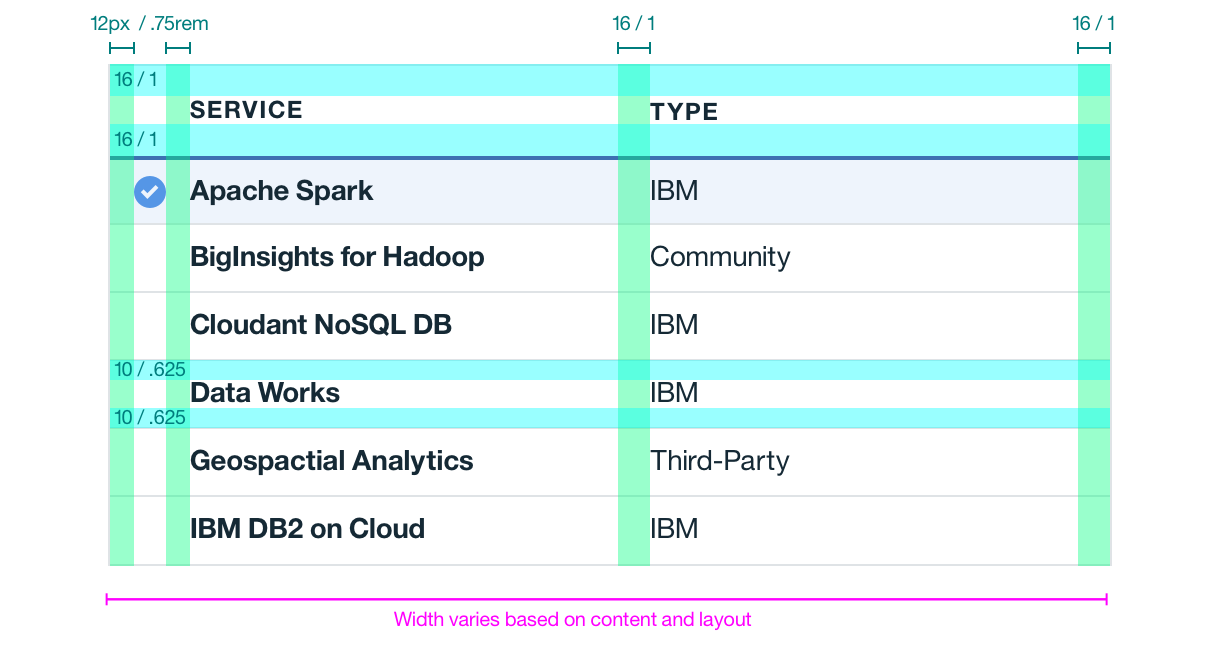 12px / .75rem 16 / 1 16 / 1
16 / 1
SERVICE TYPE
16 / 1
Apache Spark IBM
BigInsights for Hadoop Community
Cloudant NoSQL DB IBM
10 / .625
Data Works IBM
10 / .625
Geospactial Analytics Third-Party
IBM DB2 on Cloud IBM
Width varies based on content and layout